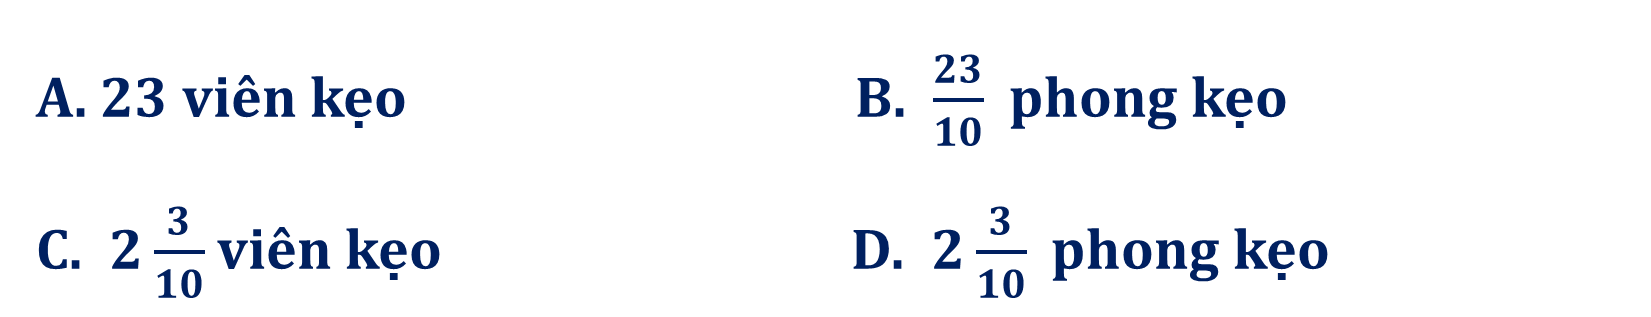 A. 23 viên kẹo B. 23/10 phong kẹo
C. 2 3/10 viên kẹo D. 2 3/10 phong kẹo